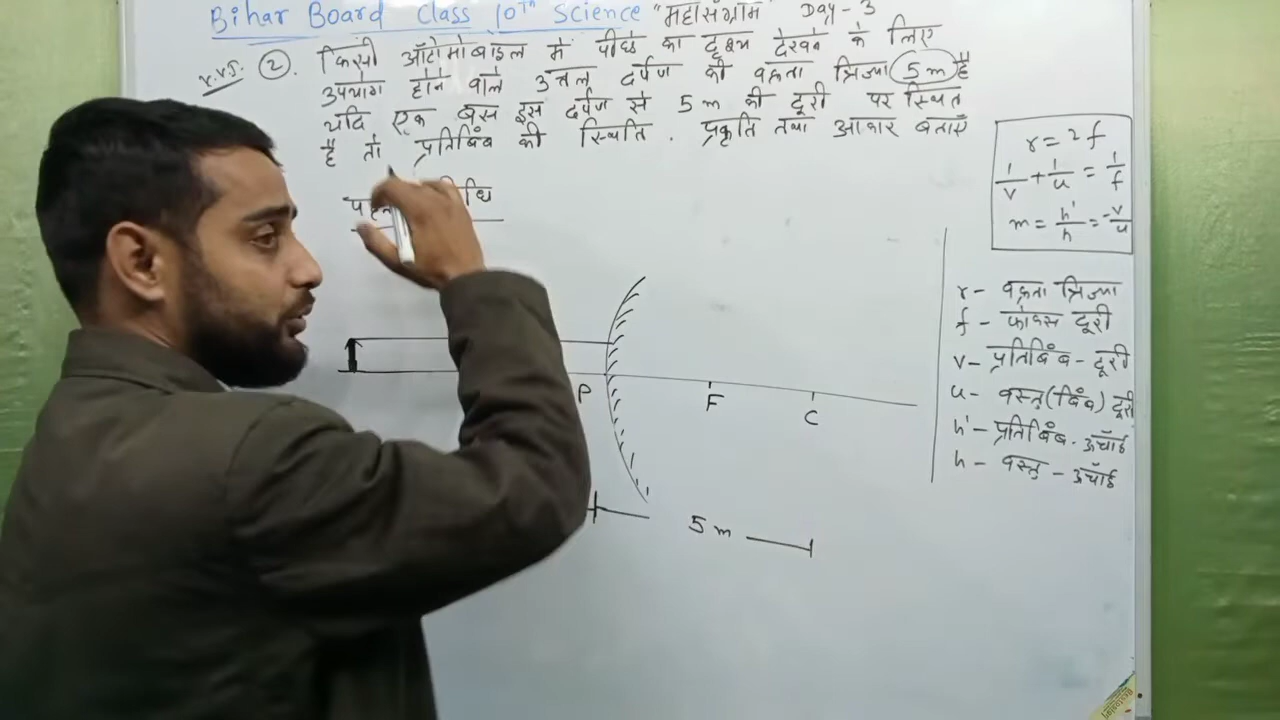 Bihar Board Class 10th Science "महासंग्राम" Day-3
V.V.I. ②. किसी ऑटोमोबाइल में पीछे का दृश्य देखने के लिए
उपयोग होने वाले उत्तल दर्पण की वक्रता त्रिज्या 5m है
यदि एक बस इस दर्पण से 5 m की दूरी पर स्थित
है तो प्रतिबिंब की स्थिति . प्रकृति तथा आकार बताएँ
r = 2 f
1/v + 1/u = 1/f
m = h'/h = -v/u
r - वक्रता त्रिज्या
f - फोकस दूरी
v - प्रतिबिंब - दूरी
u - वस्तु (बिंब) दूरी
h' - प्रतिबिंब - ऊँचाई
h - वस्तु - ऊँचाई
P
F
C
5 m